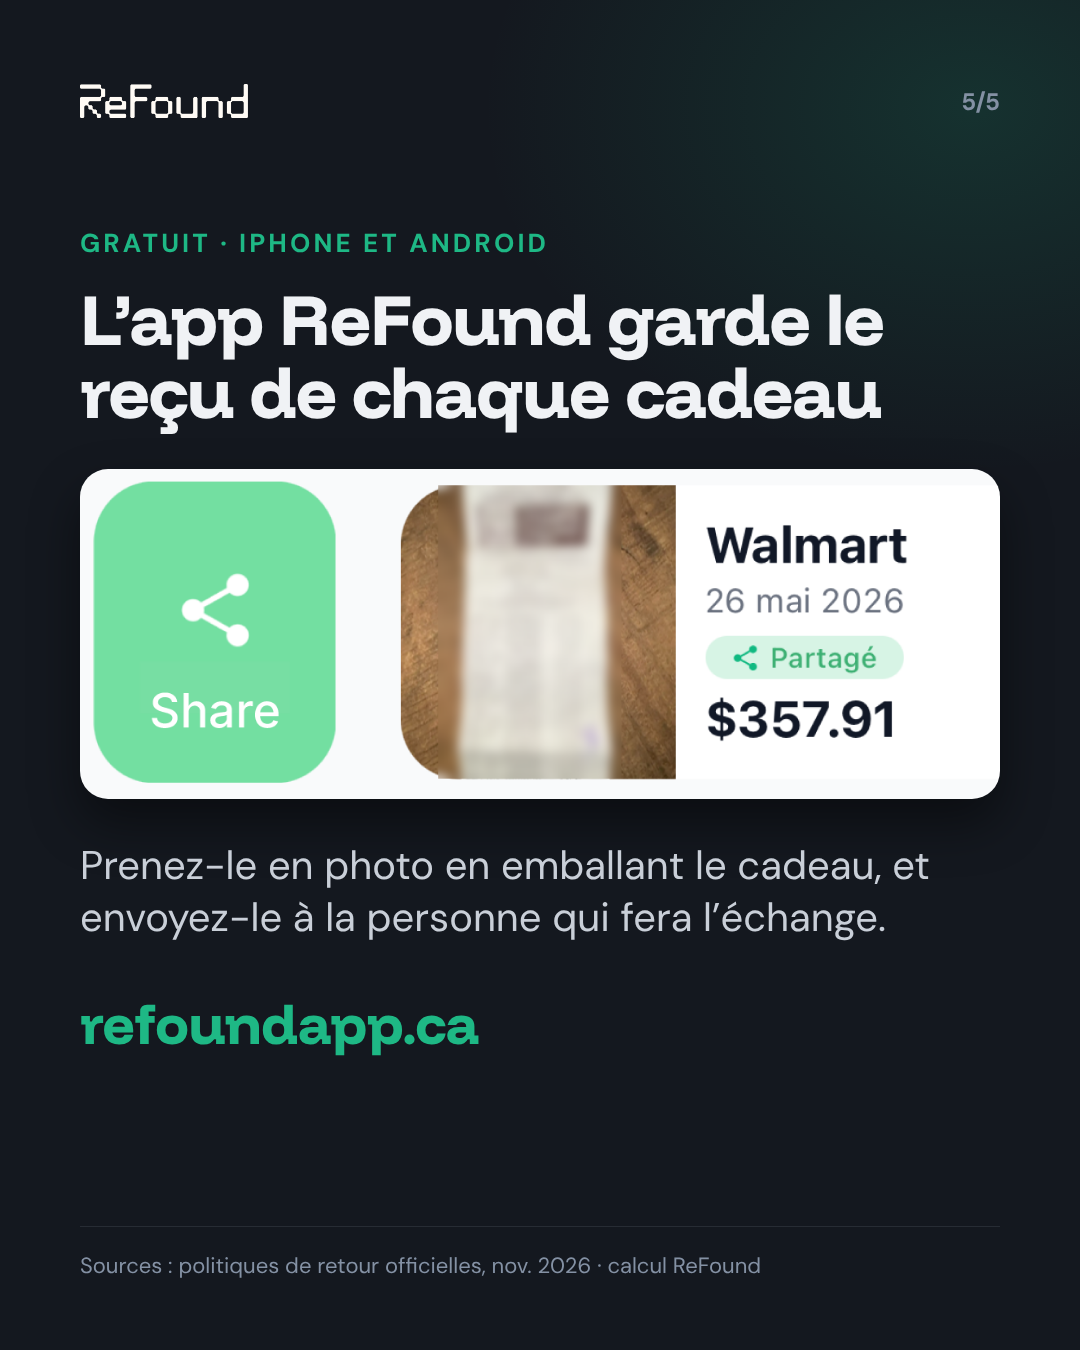 ReFound
5/5
GRATUIT · IPHONE ET ANDROID
L’app ReFound garde le
reçu de chaque cadeau
Share
Walmart
26 mai 2026
Partagé
$357.91
Prenez-le en photo en emballant le cadeau, et
envoyez-le à la personne qui fera l’échange.
refoundapp.ca
Sources : politiques de retour officielles, nov. 2026 · calcul ReFound